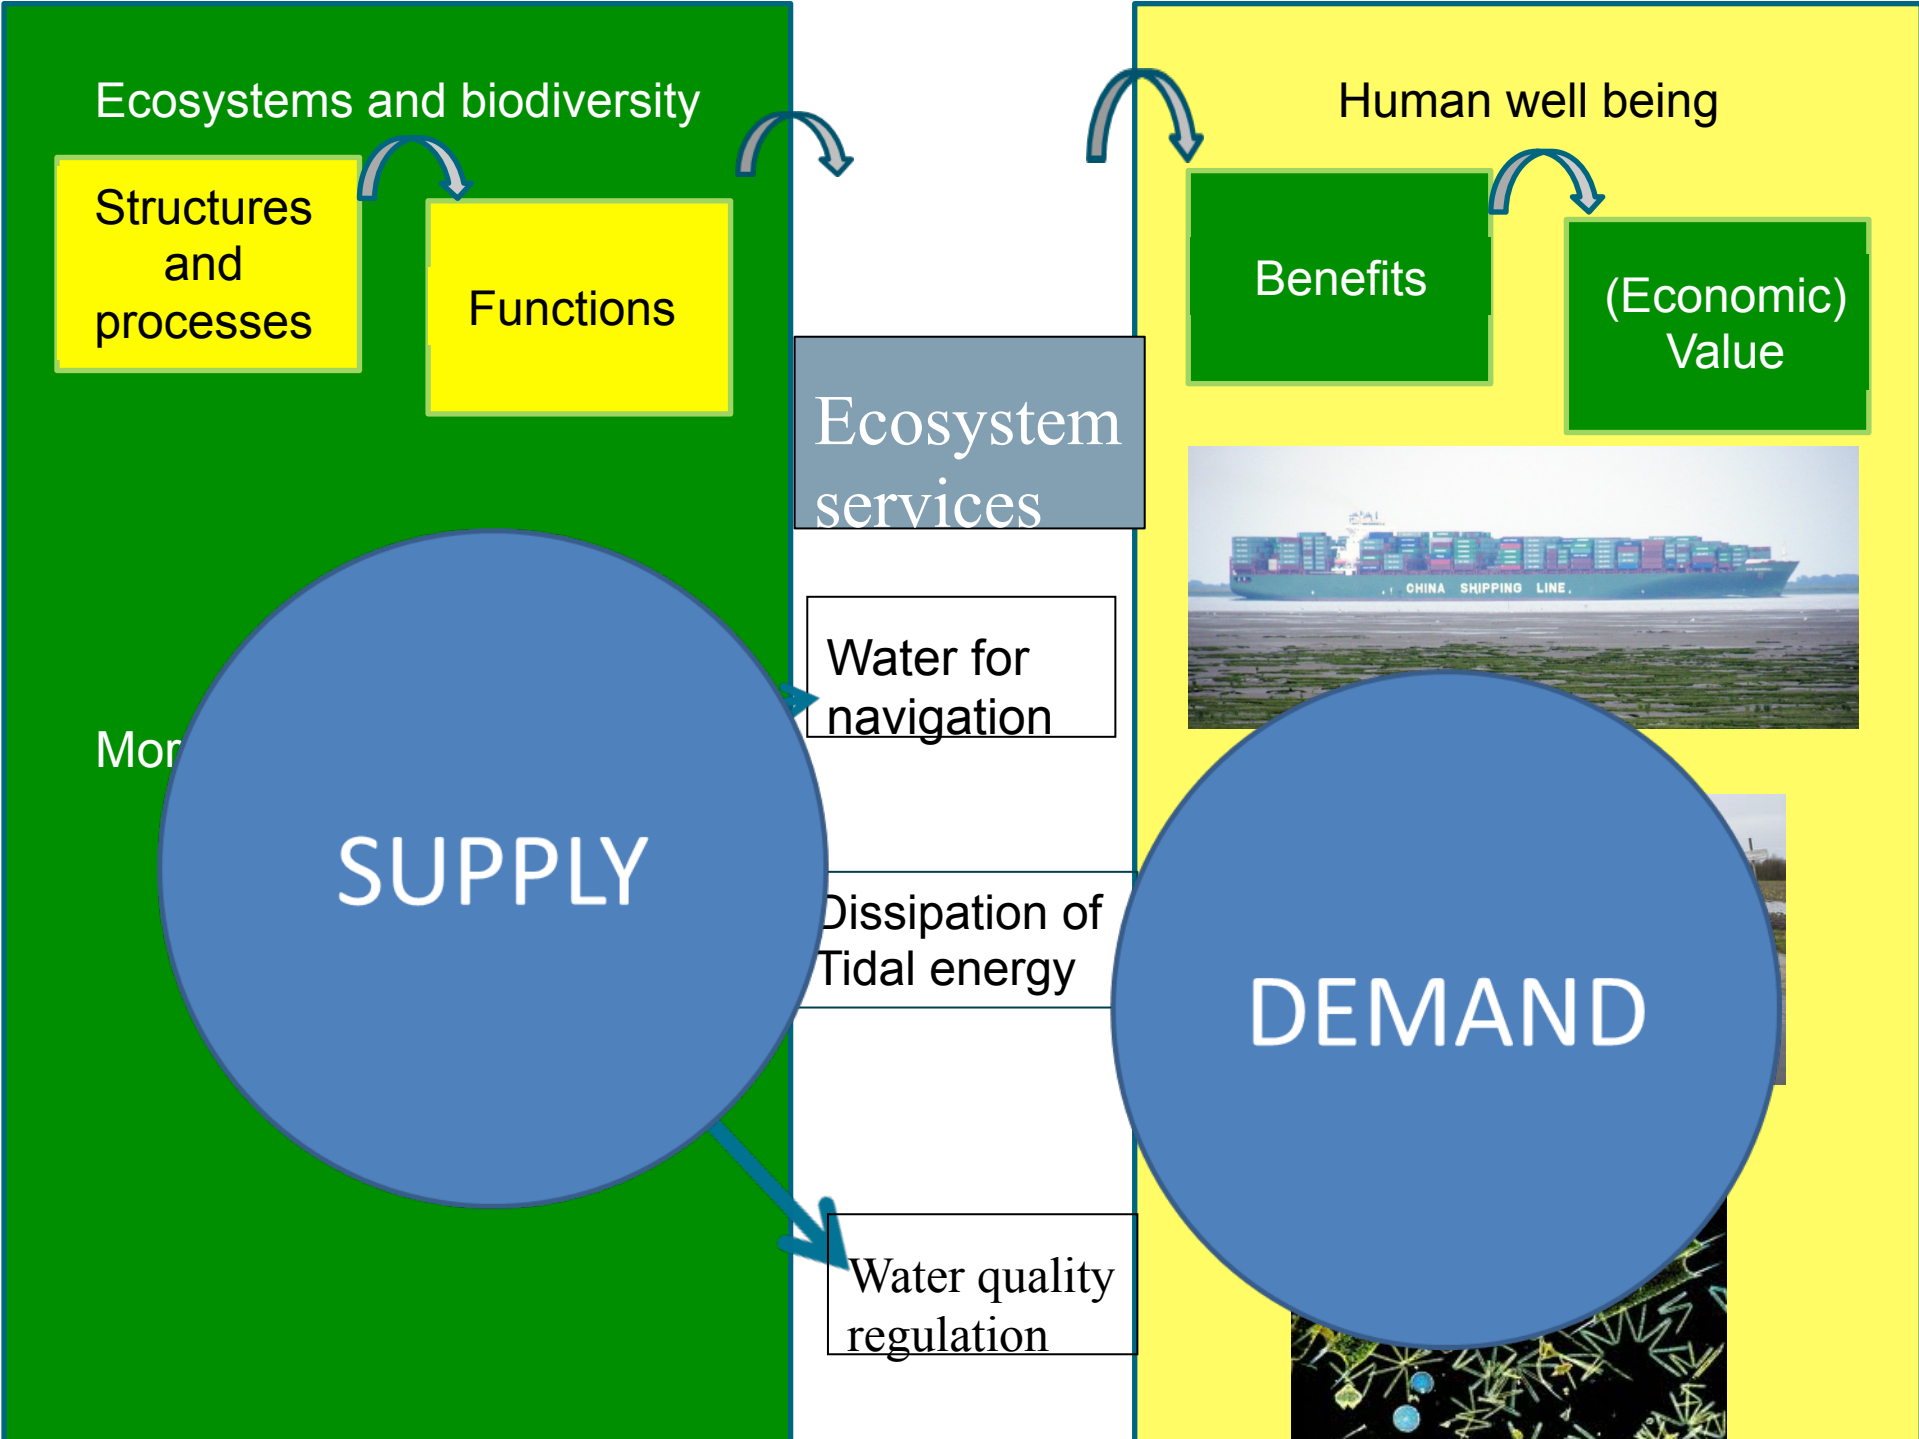 Ecosystems and biodiversity
Structures
and
processes
Functions
Ecosystem
services
Human well being
Benefits
(Economic)
Value
CHINA SHIPPING LINE
Water for
navigation
SUPPLY
Dissipation of
Tidal energy
DEMAND
Water quality
regulation